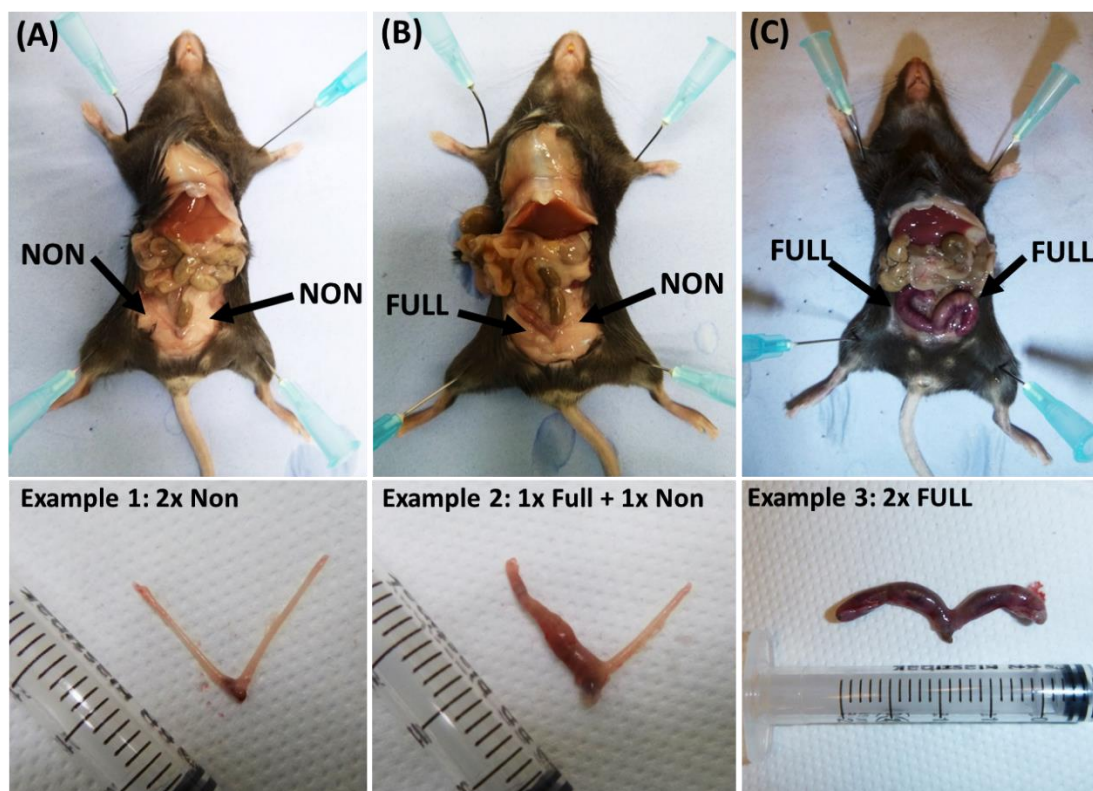 (A)
(B)
(C)
NON
NON
FULL
NON
FULL
FULL
Example 1: 2x Non
Example 2: 1x Full + 1x Non
Example 3: 2x FULL